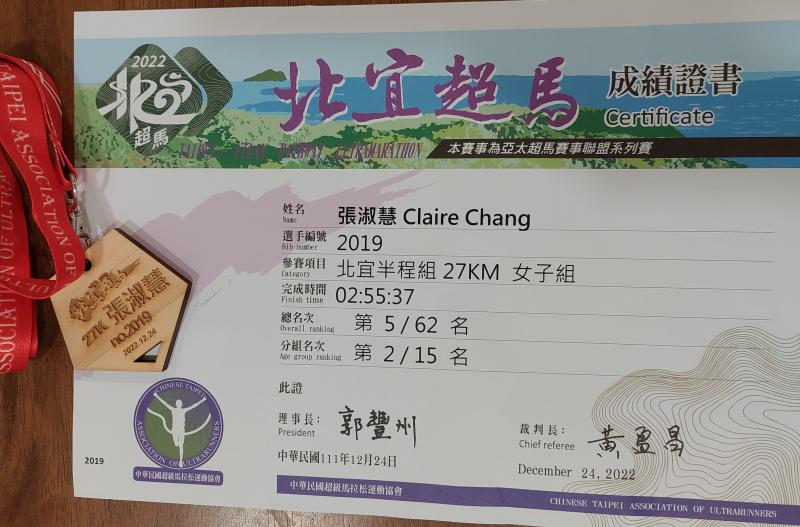 2022
北宜
超馬
北宜超馬
成績證書
Certificate
本賽事為亞太超馬賽事聯盟系列賽
姓名 張淑慧 Claire Chang
Name
選手編號 2019
Bib number
參賽項目 北宜半程組 27KM 女子組
Category
完成時間 02:55:37
Finish time
總名次 第 5 / 62 名
Overall ranking
分組名次 第 2 / 15 名
Age group ranking
此證
理事長: 郭豐州
President
裁判長: 黃盈昌
Chief referee
中華民國111年12月24日
December 24, 2022
2019
CHINESE TAIPEI
ASSOCIATION OF ULTRARUNNERS
中華民國超級馬拉松運動協會
中華民國超級馬拉松運動協會
CHINESE TAIPEI ASSOCIATION OF ULTRARUNNERS
27K 張淑慧
no.2019
2022.12.24
TAIPEI ASSOCIATION OF ULTRA